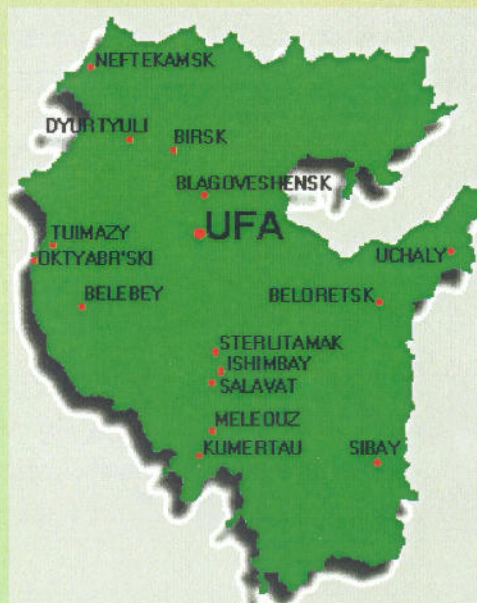 NEFTEKAMSK
DYURTYULI
BIRSK
BLAGOVESHENSK
UFA
TUIMAZY
OKTYABR'SKI
UCHALY
BELEBEY
BELORETSK
STERLITAMAK
ISHIMBAY
SALAVAT
MELEOUZ
KUMERTAU
SIBAY